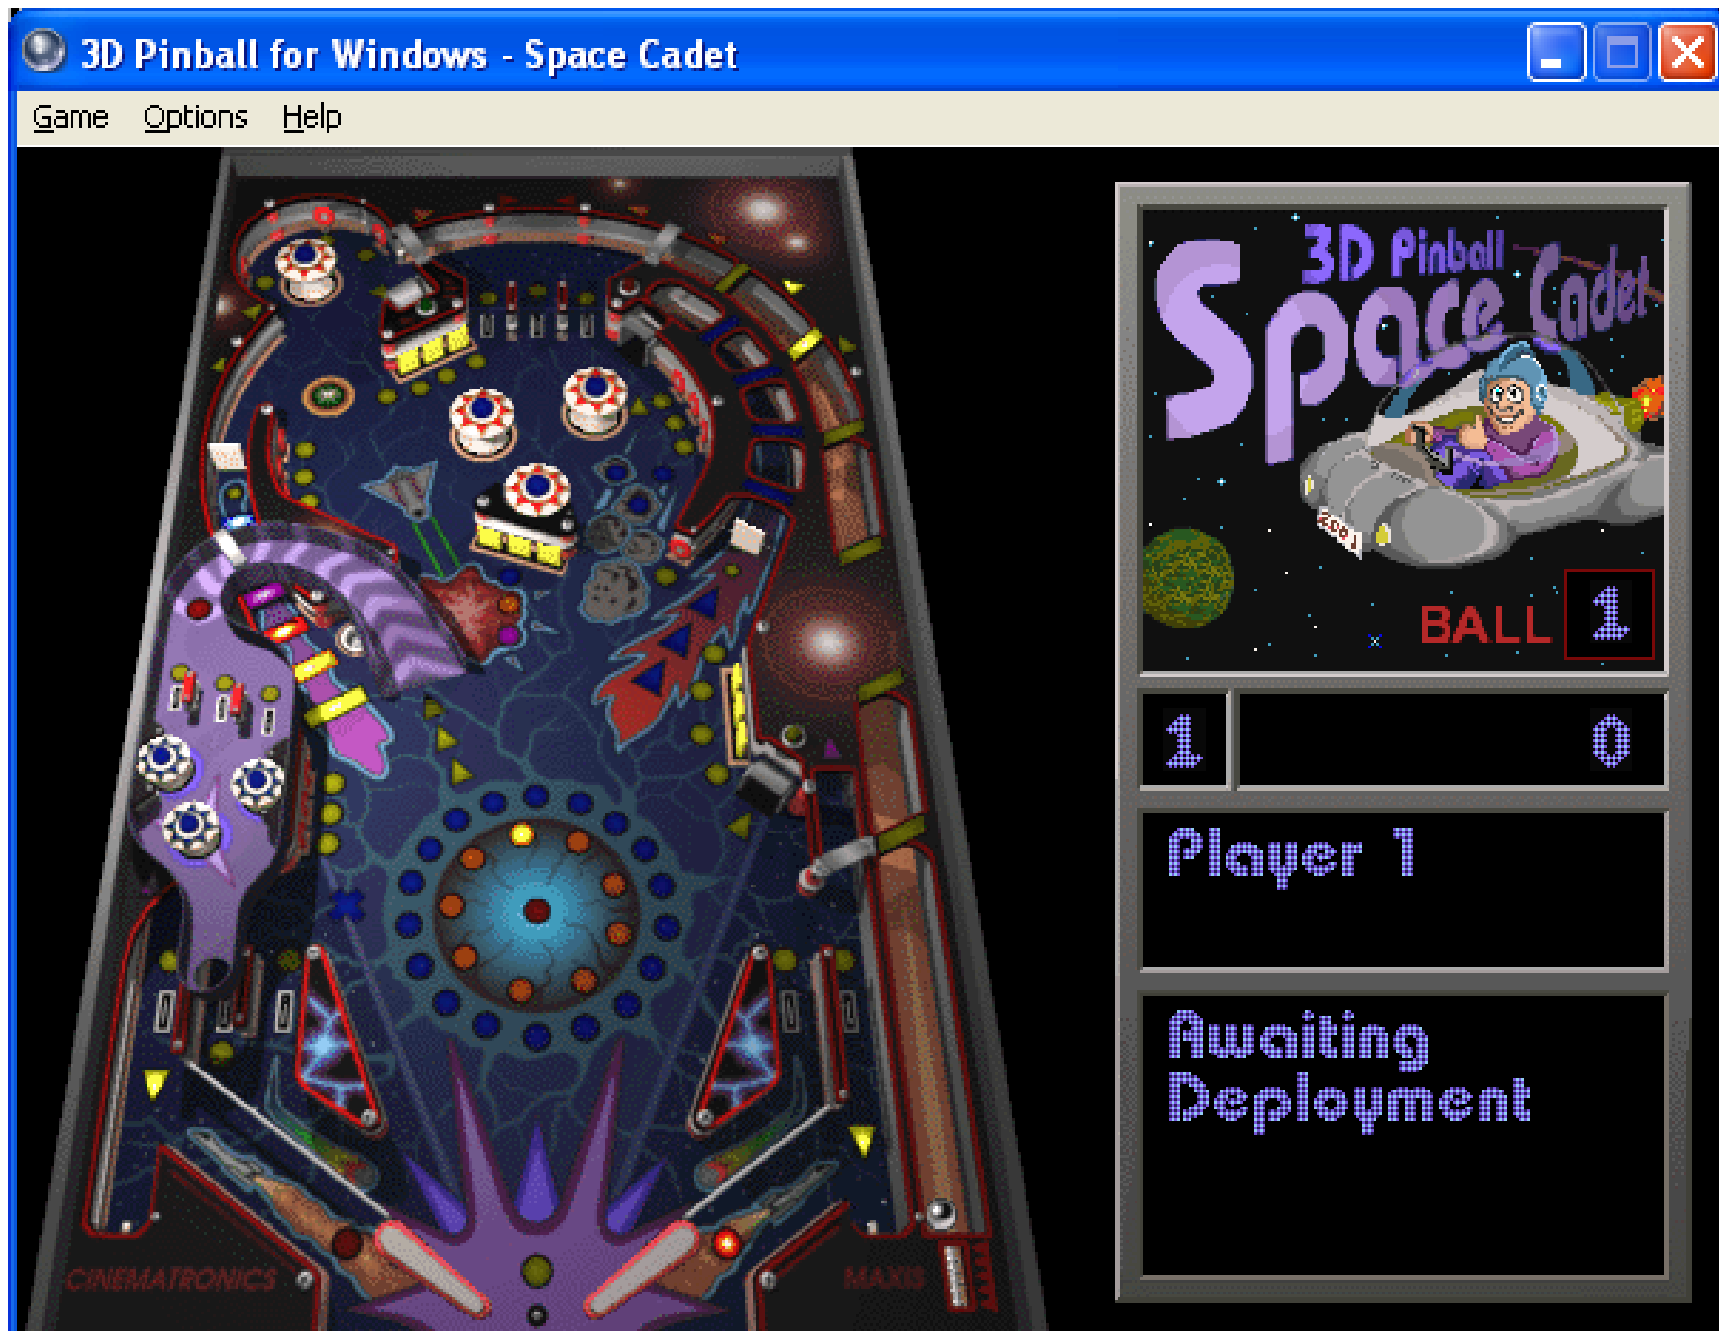 3D Pinball for Windows - Space Cadet
Game Options Help
3D Pinball
Space Cadet
2001
BALL 1
1 0
Player 1
Awaiting
Deployment
CINEMATRONICS
MAXIS